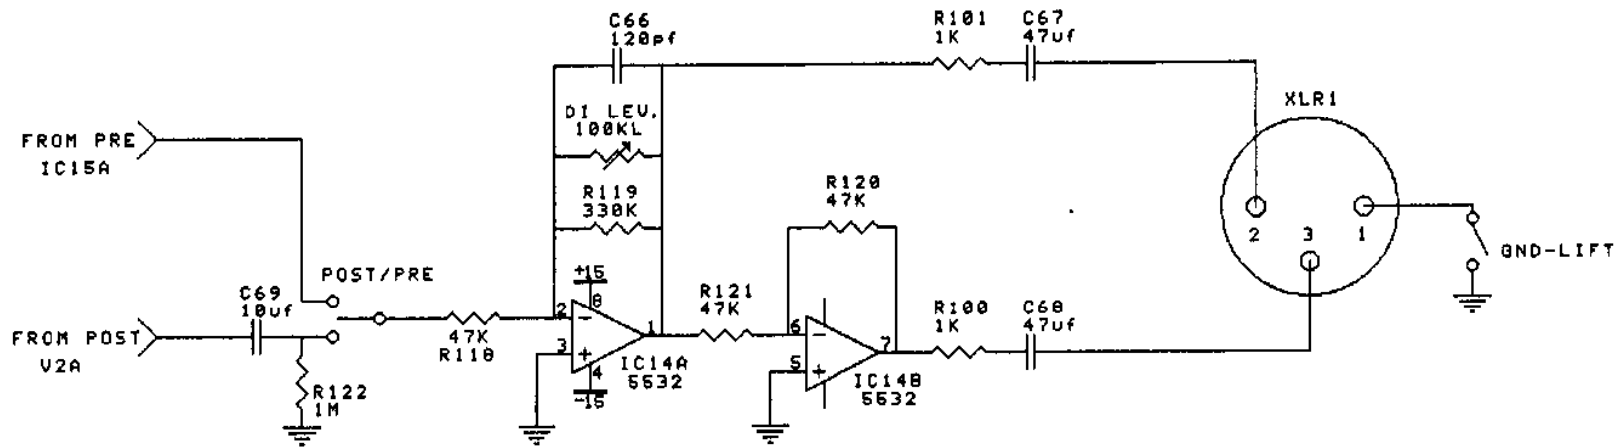 C66
120pf
R101
1K
C67
47uf
XLR1
FROM PRE
IC15A
DI LEV.
100KL
R119
330K
R120
47K
2
3
1
GND-LIFT
POST/PRE
C69
10uf
FROM POST
V2A
R122
1M
47K
R118
+15
8
2
-
3
+
1
4
-15
IC14A
5532
R121
47K
6
-
5
+
7
IC14B
5532
R100
1K
C68
47uf